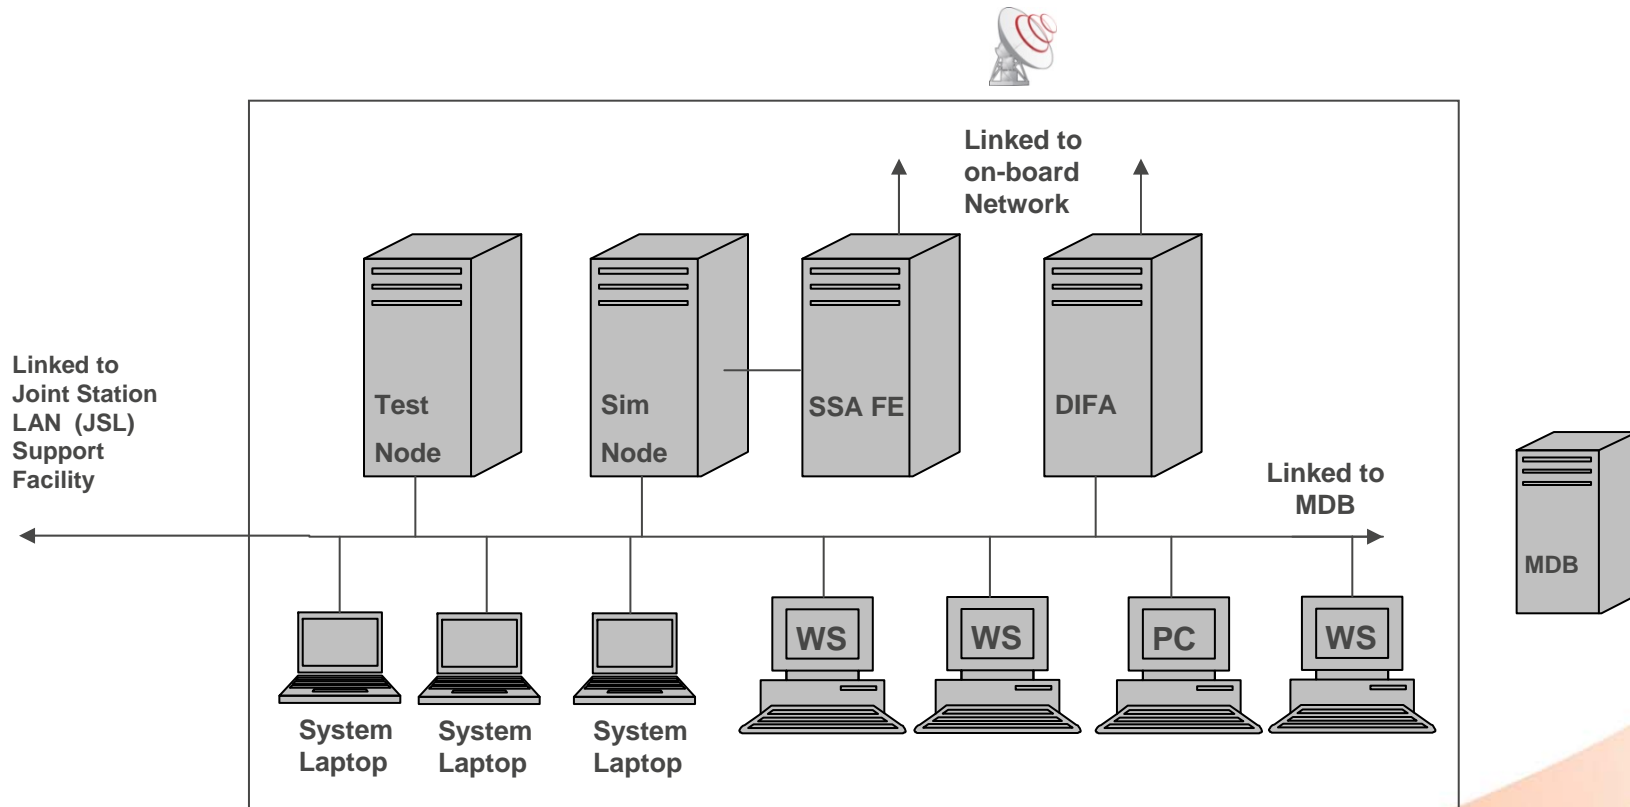 Linked to
on-board
Network
Linked to
Joint Station
LAN (JSL)
Support
Facility
Test
Node
Sim
Node
SSA FE
DIFA
Linked to
MDB
MDB
WS
WS
PC
WS
System
Laptop
System
Laptop
System
Laptop